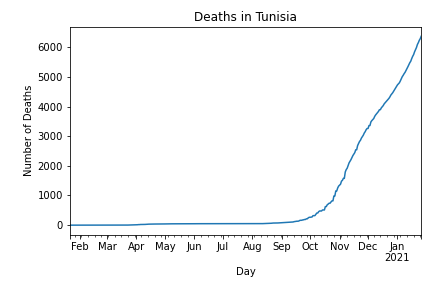 Deaths in Tunisia
Number of Deaths
6000
5000
4000
3000
2000
1000
0
Feb Mar Apr May Jun Jul Aug Sep Oct Nov Dec Jan
2021
Day